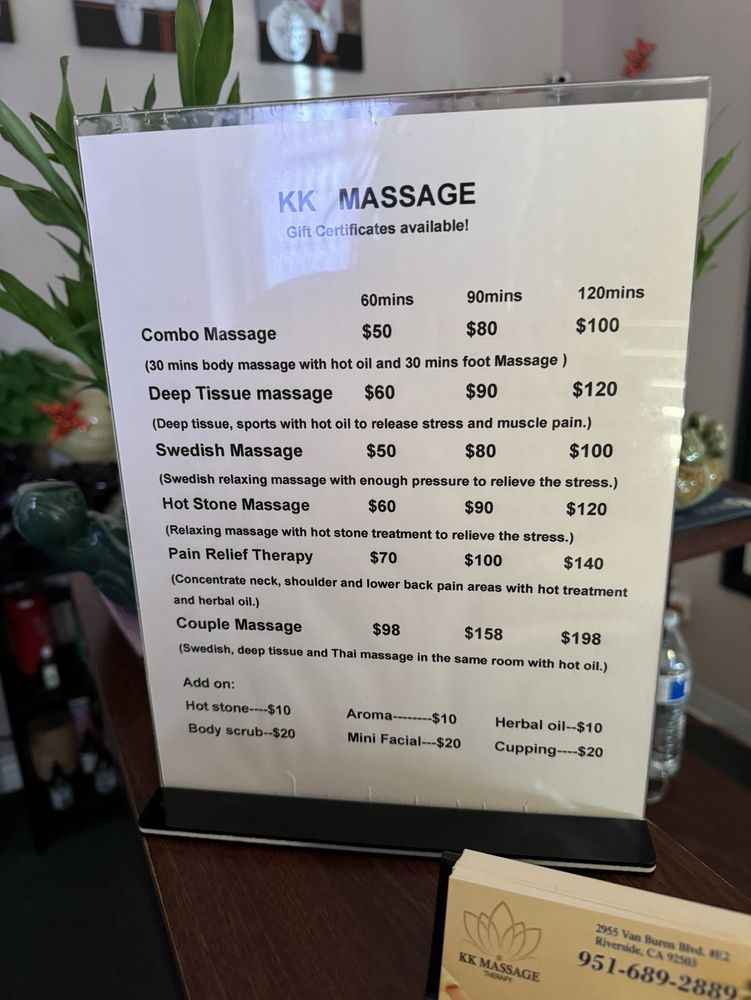 KK MASSAGE
Gift Certificates available!
60mins 90mins 120mins
Combo Massage $50 $80 $100
(30 mins body massage with hot oil and 30 mins foot Massage )
Deep Tissue massage $60 $90 $120
(Deep tissue, sports with hot oil to release stress and muscle pain.)
Swedish Massage $50 $80 $100
(Swedish relaxing massage with enough pressure to relieve the stress.)
Hot Stone Massage $60 $90 $120
(Relaxing massage with hot stone treatment to relieve the stress.)
Pain Relief Therapy $70 $100 $140
(Concentrate neck, shoulder and lower back pain areas with hot treatment
and herbal oil.)
Couple Massage $98 $158 $198
(Swedish, deep tissue and Thai massage in the same room with hot oil.)
Add on:
Hot stone----$10 Aroma--------$10 Herbal oil--$10
Body scrub--$20 Mini Facial---$20 Cupping----$20
KK MASSAGE
THERAPY
2955 Van Buren Blvd. #E2
Riverside, CA 92503
951-689-2889